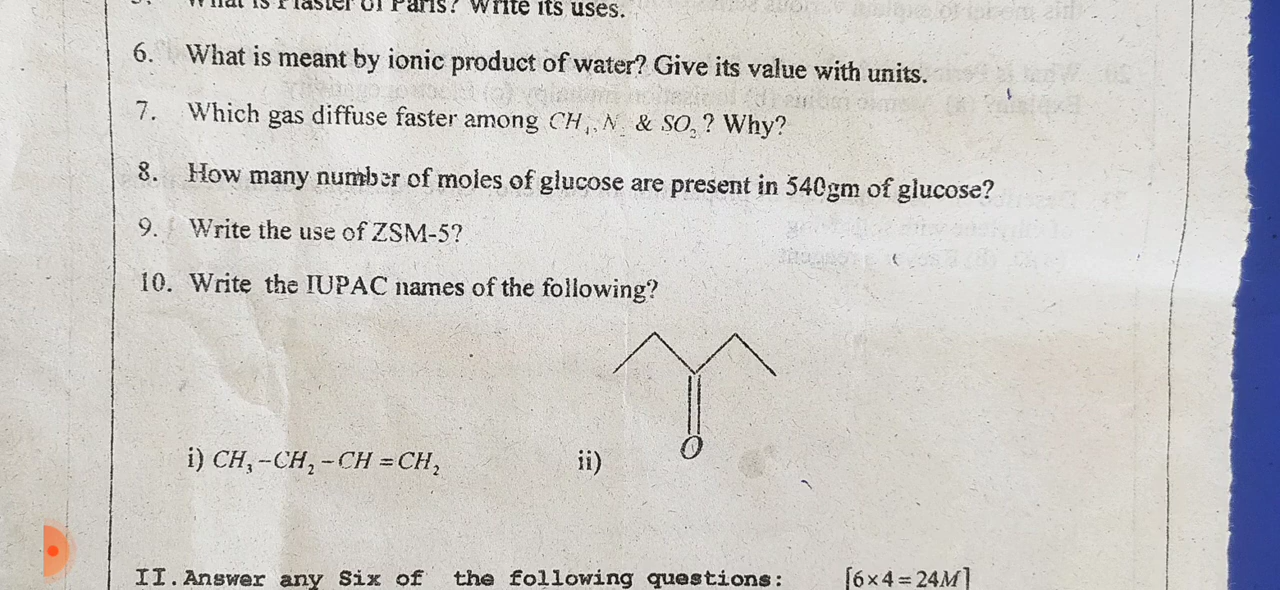 What is Plaster of Paris? Write its uses.
6. What is meant by ionic product of water? Give its value with units.
7. Which gas diffuse faster among CH₄, N & SO₂ ? Why?
8. How many number of moles of glucose are present in 540gm of glucose?
9. Write the use of ZSM-5?
10. Write the IUPAC names of the following?
O
i) CH₃-CH₂-CH=CH₂ ii)
II. Answer any Six of the following questions: [6×4=24M]